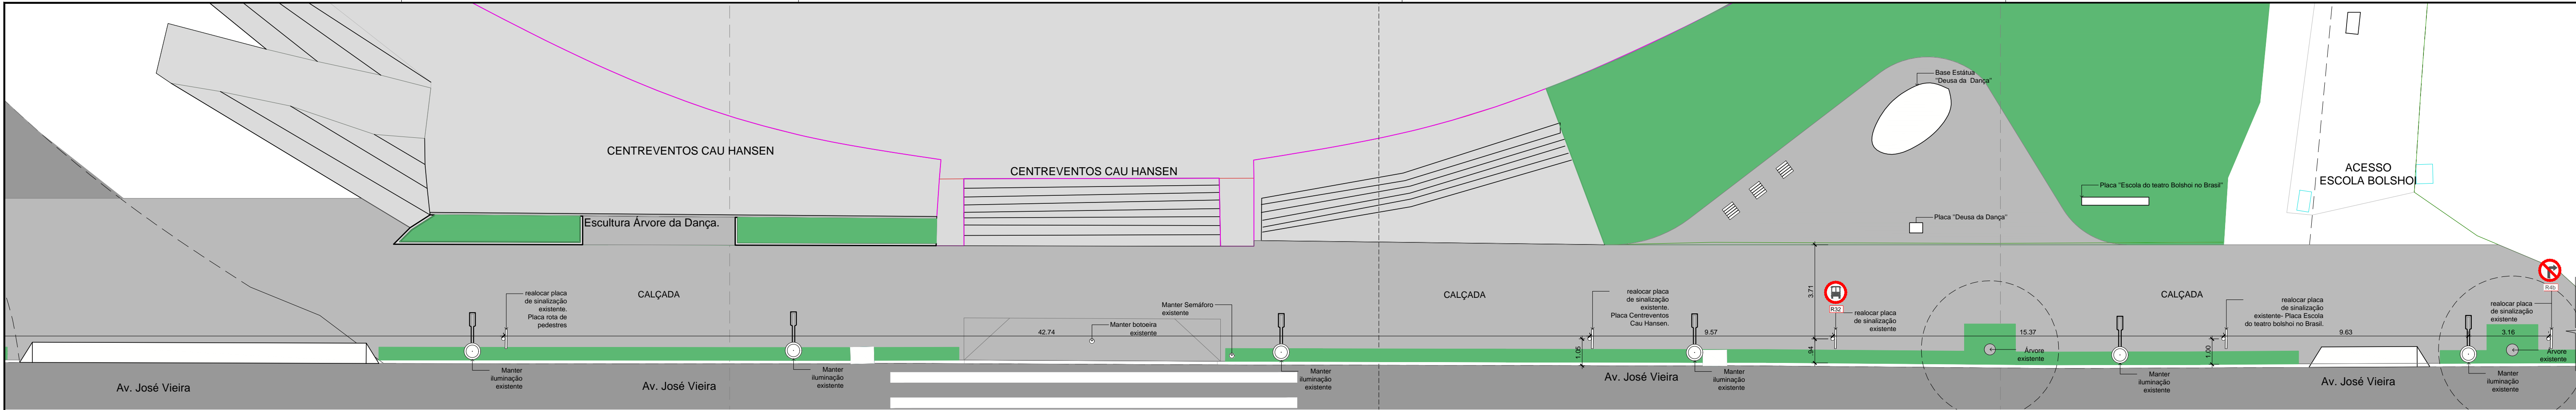 CENTREVENTOS CAU HANSEN
CENTREVENTOS CAU HANSEN
Escultura Árvore da Dança.
Base Estátua
"Deusa da Dança"
Placa "Escola do teatro Bolshoi no Brasil"
Placa "Deusa da Dança"
ACESSO
ESCOLA BOLSHOI
realocar placa
de sinalização
existente.
Placa rota de
pedestres
CALÇADA
42.74
Manter botoeira
existente
Manter Semáforo
existente
CALÇADA
realocar placa
de sinalização
existente.
Placa Centreventos
Cau Hansen.
9.57
1.05
3.71
.94
R32
realocar placa
de sinalização
existente
15.37
Árvore
existente
CALÇADA
1.00
realocar placa
de sinalização
existente- Placa Escola
do teatro bolshoi no Brasil.
9.63
realocar placa
de sinalização
existente
3.16
R4b
Árvore
existente
Av. José Vieira
Manter
iluminação
existente
Av. José Vieira
Manter
iluminação
existente
Manter
iluminação
existente
Av. José Vieira
Manter
iluminação
existente
Manter
iluminação
existente
Av. José Vieira
Manter
iluminação
existente